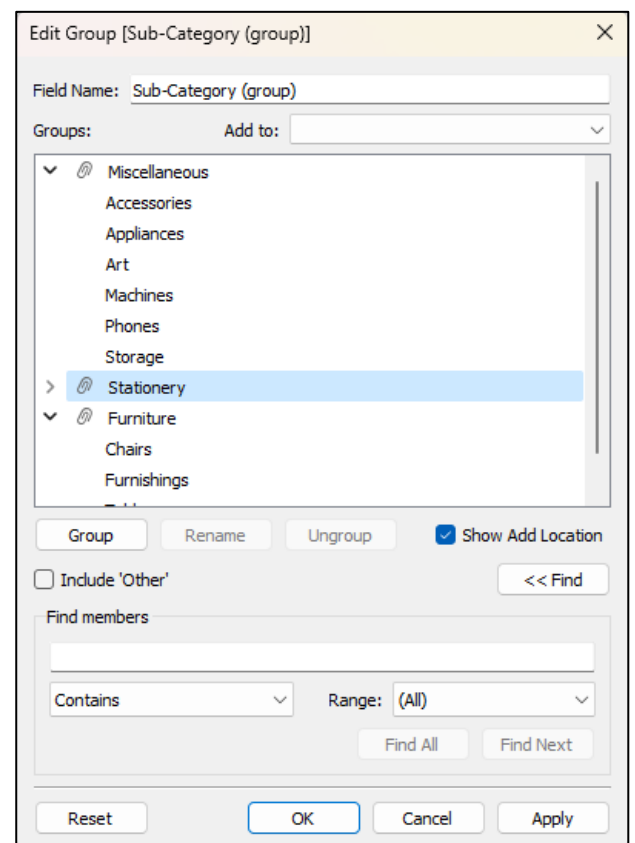 Edit Group [Sub-Category (group)]
Field Name: Sub-Category (group)
Groups: Add to:
Miscellaneous
Accessories
Appliances
Art
Machines
Phones
Storage
Stationery
Furniture
Chairs
Furnishings
Group Rename Ungroup Show Add Location
Include 'Other' << Find
Find members
Contains Range: (All)
Find All Find Next
Reset OK Cancel Apply